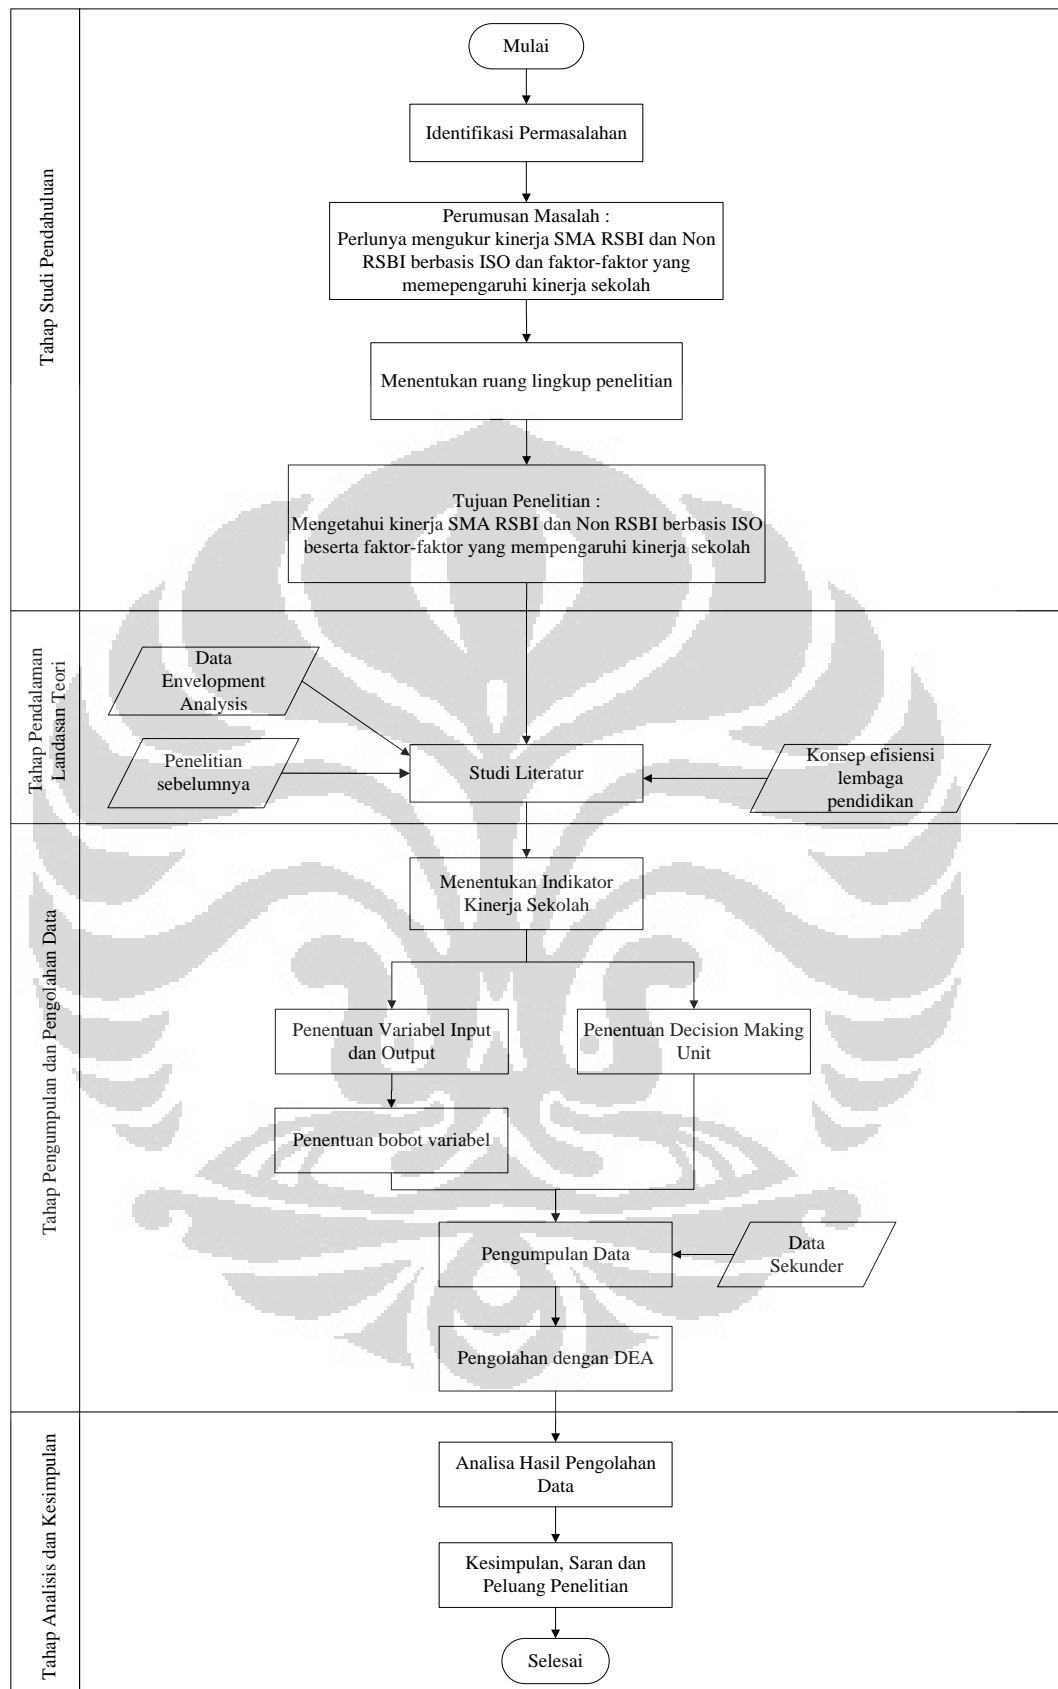 Tahap Studi Pendahuluan
Mulai
Identifikasi Permasalahan
Perumusan Masalah :
Perlunya mengukur kinerja SMA RSBI dan Non
RSBI berbasis ISO dan faktor-faktor yang
memepengaruhi kinerja sekolah
Menentukan ruang lingkup penelitian
Tujuan Penelitian :
Mengetahui kinerja SMA RSBI dan Non RSBI berbasis ISO
beserta faktor-faktor yang mempengaruhi kinerja sekolah
Tahap Pendalaman
Landasan Teori
Data
Envelopment
Analysis
Penelitian
sebelumnya
Studi Literatur
Konsep efisiensi
lembaga
pendidikan
Tahap Pengumpulan dan Pengolahan Data
Menentukan Indikator
Kinerja Sekolah
Penentuan Variabel Input
dan Output
Penentuan Decision Making
Unit
Penentuan bobot variabel
Pengumpulan Data
Data
Sekunder
Pengolahan dengan DEA
Tahap Analisis dan Kesimpulan
Analisa Hasil Pengolahan
Data
Kesimpulan, Saran dan
Peluang Penelitian
Selesai